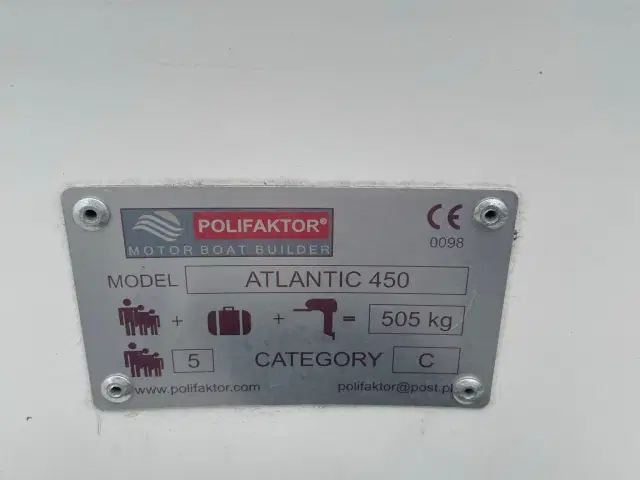 POLIFAKTOR®
MOTOR BOAT BUILDER
CE
0098
MODEL ATLANTIC 450
+ + = 505 kg
5 CATEGORY C
www.polifaktor.com polifaktor@post.pl